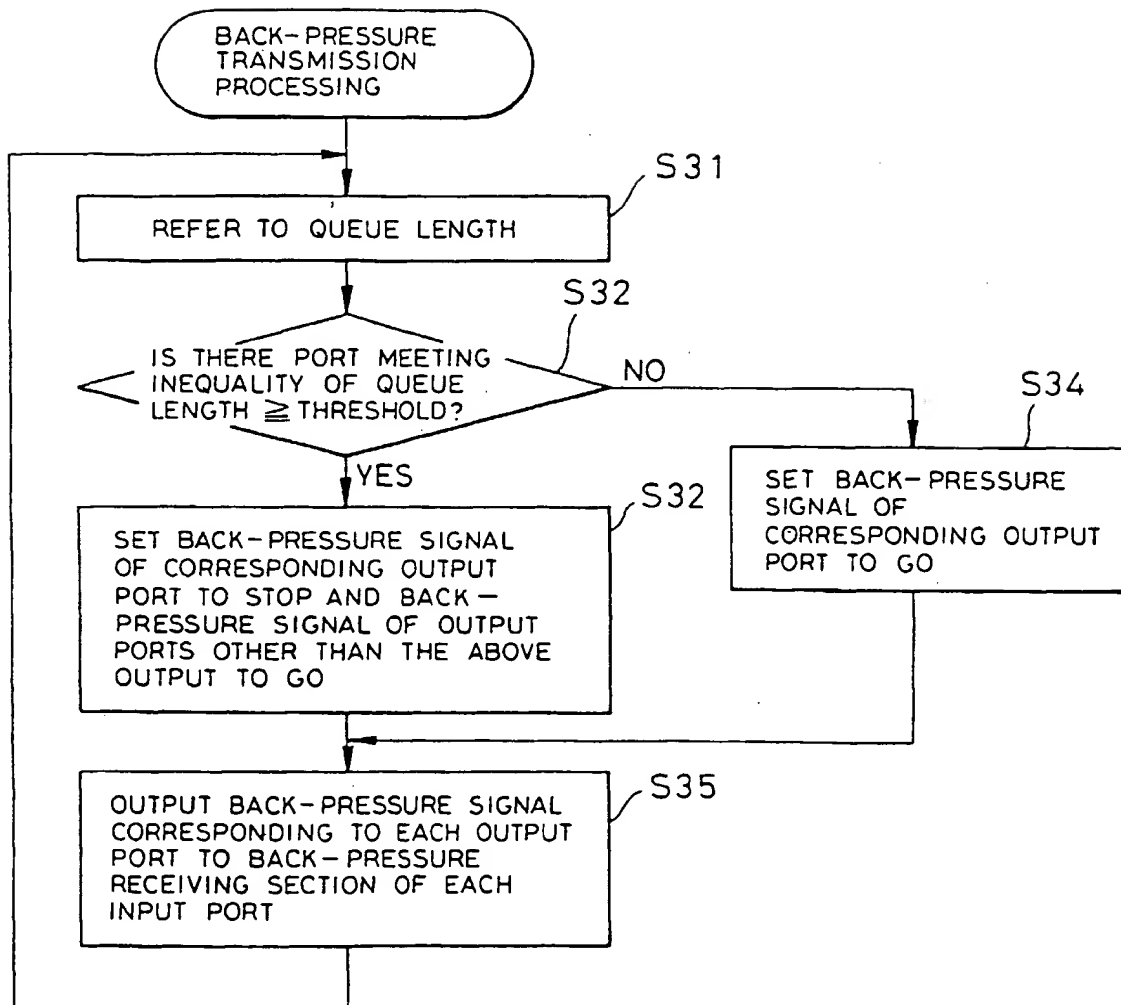 BACK-PRESSURE
TRANSMISSION
PROCESSING
S31
REFER TO QUEUE LENGTH
S32
IS THERE PORT MEETING
INEQUALITY OF QUEUE
LENGTH ≧ THRESHOLD?
NO
S34
YES
S32
SET BACK-PRESSURE
SIGNAL OF
CORRESPONDING OUTPUT
PORT TO GO
SET BACK-PRESSURE SIGNAL
OF CORRESPONDING OUTPUT
PORT TO STOP AND BACK-
PRESSURE SIGNAL OF OUTPUT
PORTS OTHER THAN THE ABOVE
OUTPUT TO GO
S35
OUTPUT BACK-PRESSURE SIGNAL
CORRESPONDING TO EACH OUTPUT
PORT TO BACK-PRESSURE
RECEIVING SECTION OF EACH
INPUT PORT